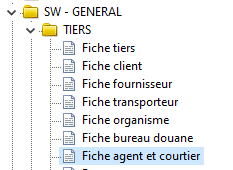 SW - GENERAL
TIERS
Fiche tiers
Fiche client
Fiche fournisseur
Fiche transporteur
Fiche organisme
Fiche bureau douane
Fiche agent et courtier